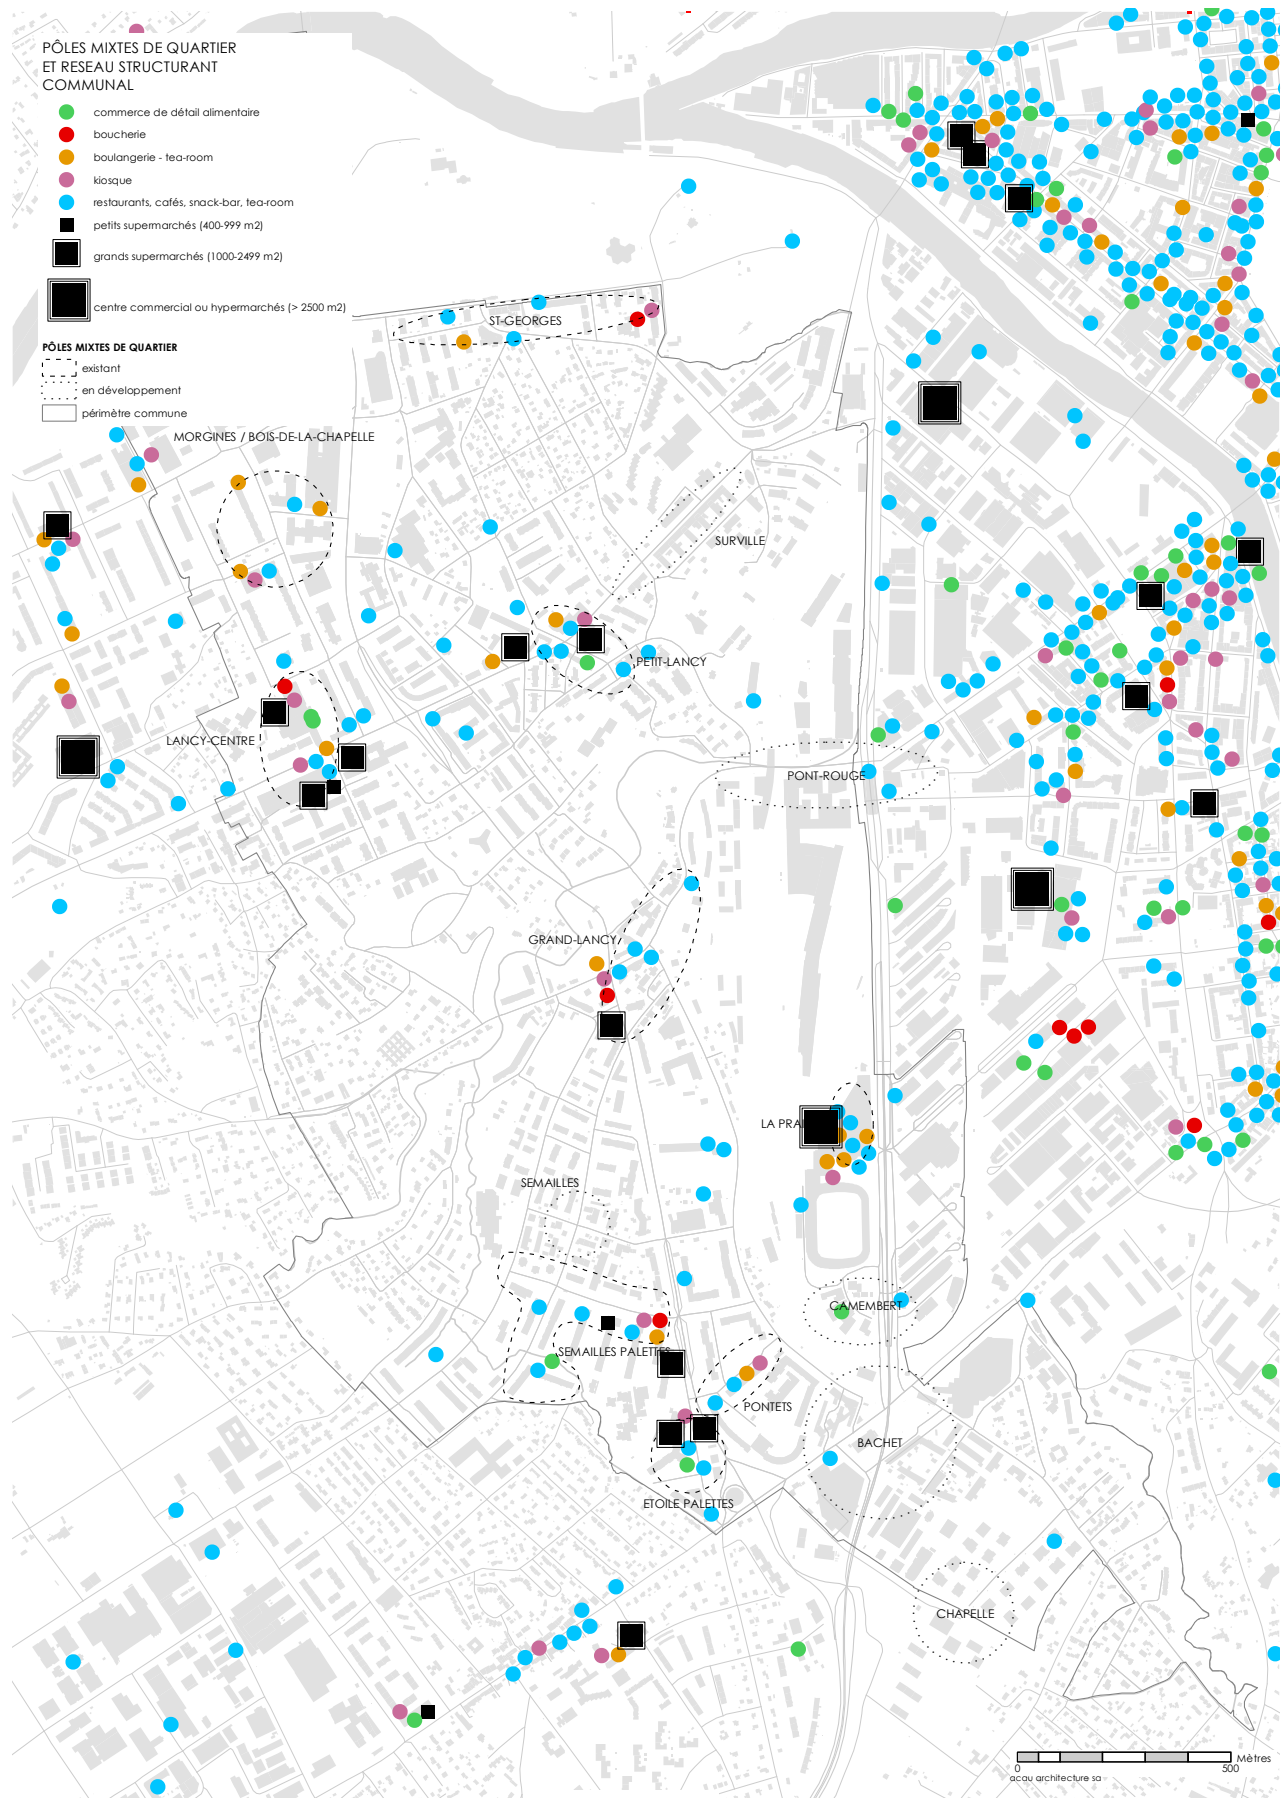 PÔLES MIXTES DE QUARTIER
ET RESEAU STRUCTURANT
COMMUNAL
commerce de détail alimentaire
boucherie
boulangerie - tea-room
kiosque
restaurants, cafés, snack-bar, tea-room
petits supermarchés (400-999 m2)
grands supermarchés (1000-2499 m2)
centre commercial ou hypermarchés (> 2500 m2)
PÔLES MIXTES DE QUARTIER
existant
en développement
périmètre commune
ST-GEORGES
MORGINES / BOIS-DE-LA-CHAPELLE
SURVILLE
PETIT-LANCY
LANCY-CENTRE
PONT-ROUGE
GRAND-LANCY
LA PRAI
SEMAILLES
CAMEMBERT
SEMAILLES PALETTES
PONTETS
BACHET
ETOILE PALETTES
CHAPELLE
Mètres
0 500
acau architecture sa